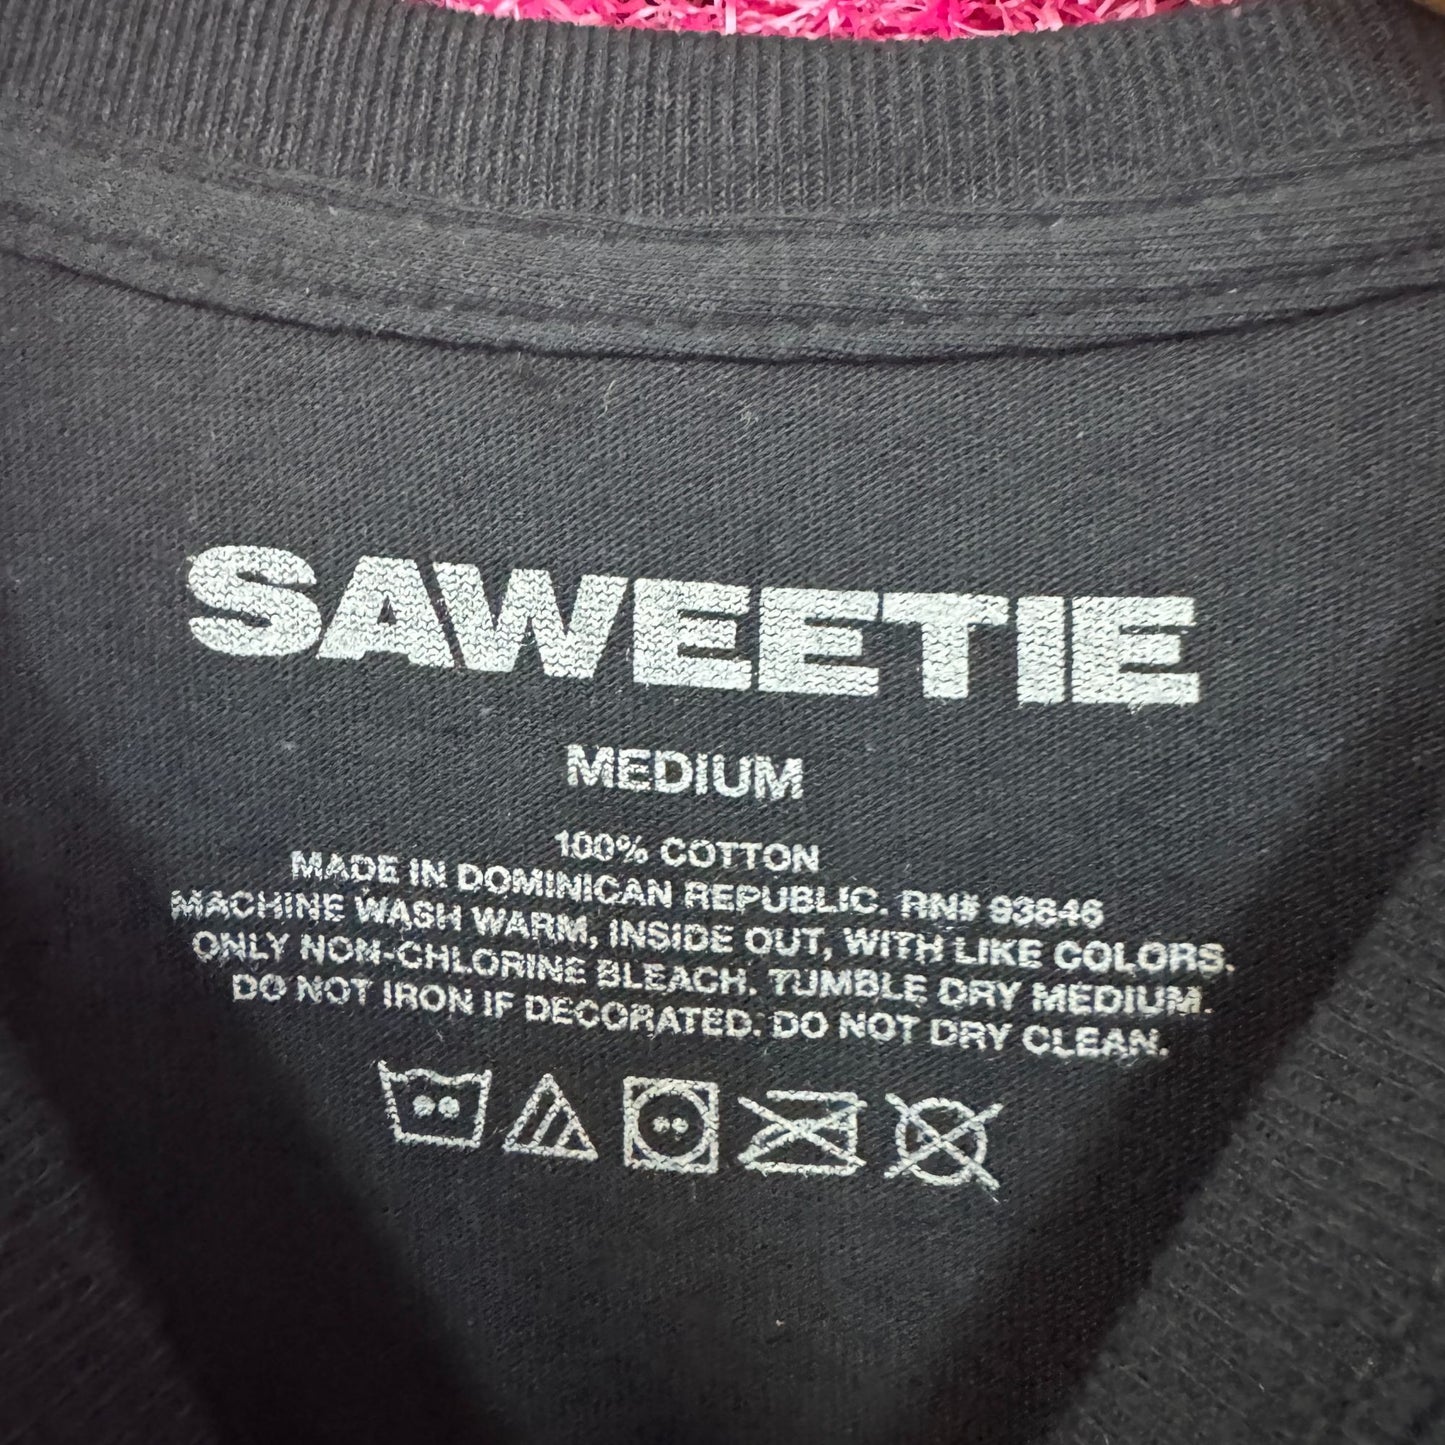 SAWEETIE
MEDIUM
100% COTTON
MADE IN DOMINICAN REPUBLIC. RN# 93846
MACHINE WASH WARM, INSIDE OUT, WITH LIKE COLORS.
ONLY NON-CHLORINE BLEACH. TUMBLE DRY MEDIUM.
DO NOT IRON IF DECORATED. DO NOT DRY CLEAN.